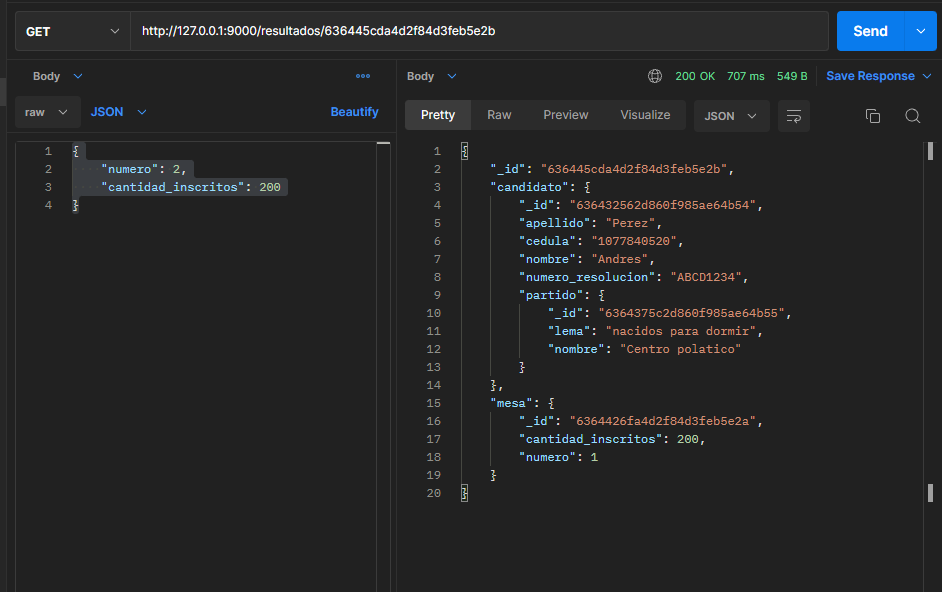 GET http://127.0.0.1:9000/resultados/636445cda4d2f84d3feb5e2b Send
Body ooo
raw JSON Beautify
1 {
2 "numero": 2,
3 "cantidad_inscritos": 200
4 }
Body 200 OK 707 ms 549 B Save Response
Pretty Raw Preview Visualize JSON
1 {
2 "_id": "636445cda4d2f84d3feb5e2b",
3 "candidato": {
4 "_id": "636432562d860f985ae64b54",
5 "apellido": "Perez",
6 "cedula": "1077840520",
7 "nombre": "Andres",
8 "numero_resolucion": "ABCD1234",
9 "partido": {
10 "_id": "6364375c2d860f985ae64b55",
11 "lema": "nacidos para dormir",
12 "nombre": "Centro polatico"
13 }
14 },
15 "mesa": {
16 "_id": "6364426fa4d2f84d3feb5e2a",
17 "cantidad_inscritos": 200,
18 "numero": 1
19 }
20 }